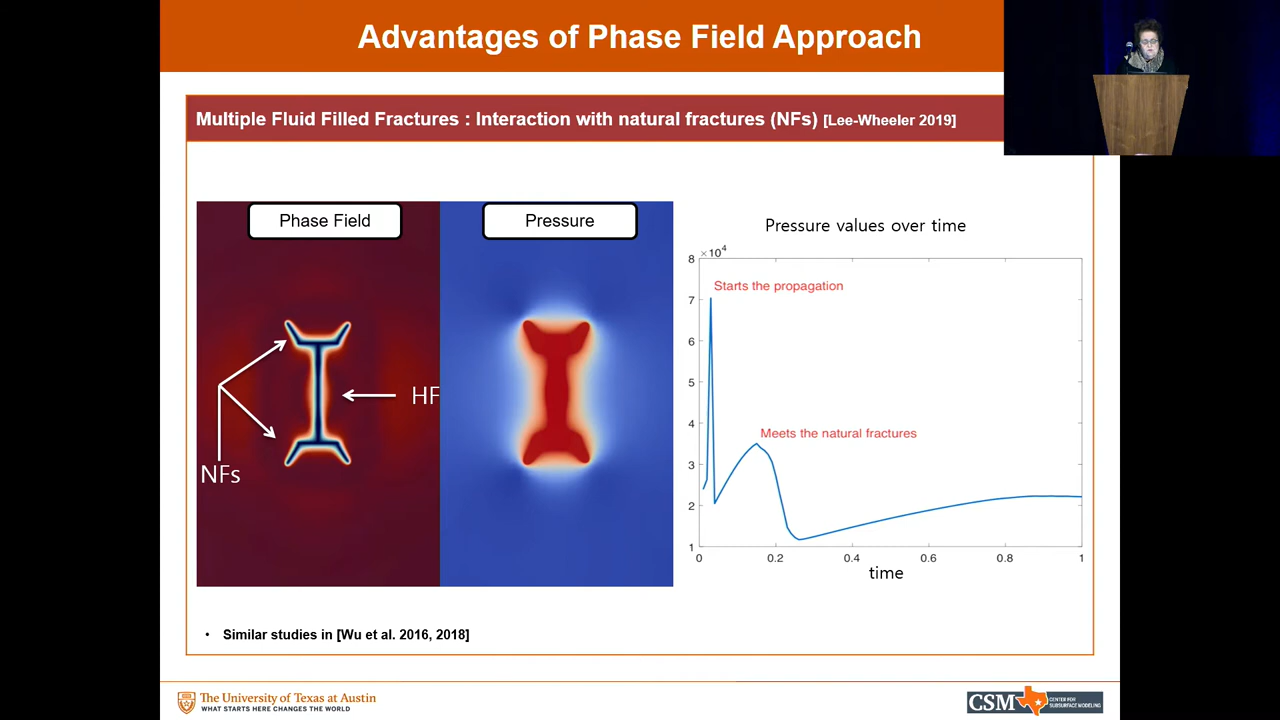 Advantages of Phase Field Approach
Multiple Fluid Filled Fractures : Interaction with natural fractures (NFs) [Lee-Wheeler 2019]
Phase Field
Pressure
HF
NFs
Pressure values over time
×10⁴
8
7
6
5
4
3
2
1
Starts the propagation
Meets the natural fractures
0 0.2 0.4 0.6 0.8 1
time
• Similar studies in [Wu et al. 2016, 2018]
The University of Texas at Austin
WHAT STARTS HERE CHANGES THE WORLD
CSM
CENTER FOR
SUBSURFACE MODELING